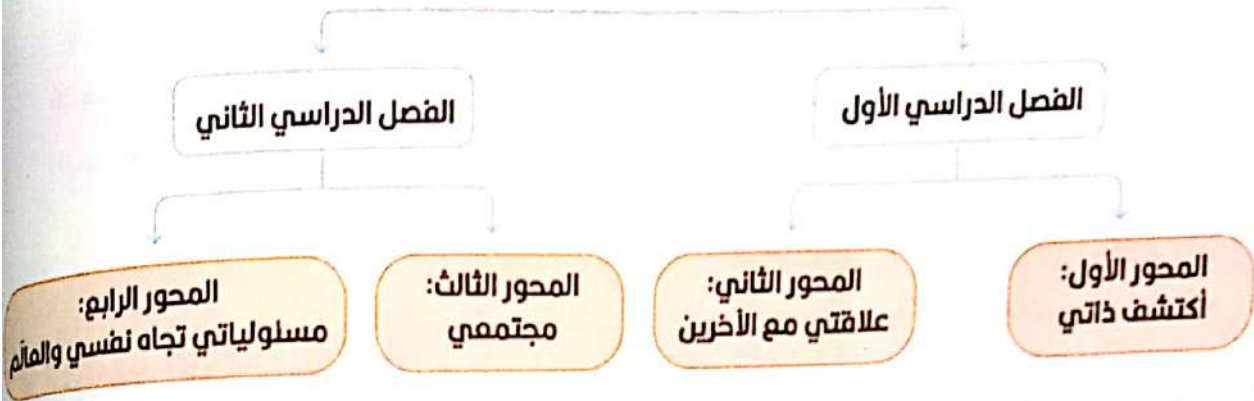 الفصل الدراسي الأول
الفصل الدراسي الثاني
المحور الأول:
أكتشف ذاتي
المحور الثاني:
علاقتي مع الأخرين
المحور الثالث:
مجتمعي
المحور الرابع:
مسئولياتي تجاه نفسي والعالم